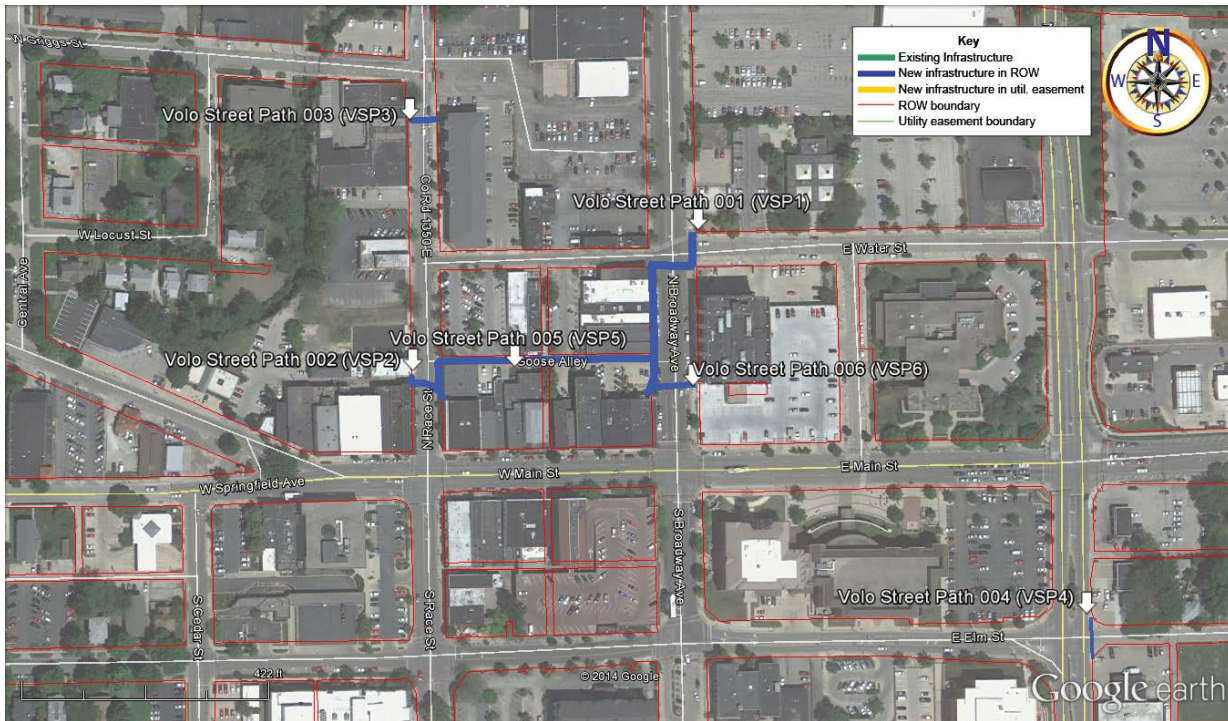 Key
Existing Infrastructure
New infrastructure in ROW
New infrastructure in util. easement
ROW boundary
Utility easement boundary
N
W E
S
N Griggs St
Volo Street Path 003 (VSP3)
Co Rd 1350 E
Volo Street Path 001 (VSP1)
W Locust St
E Water St
Central Ave
N Broadway Ave
Volo Street Path 005 (VSP5)
Volo Street Path 002 (VSP2)
Goose Alley
Volo Street Path 006 (VSP6)
N Race St
W Main St
E Main St
W Springfield Ave
S Broadway Ave
S Cedar St
S Race St
Volo Street Path 004 (VSP4)
E Elm St
422 ft
© 2014 Google
Google earth